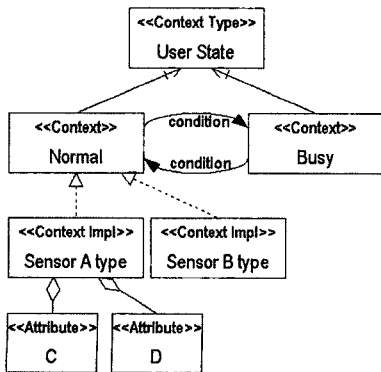 <<Context Type>>
User State
<<Context>>
Normal
condition
condition
<<Context>>
Busy
<<Context Impl>>
Sensor A type
<<Context Impl>>
Sensor B type
<<Attribute>>
C
<<Attribute>>
D